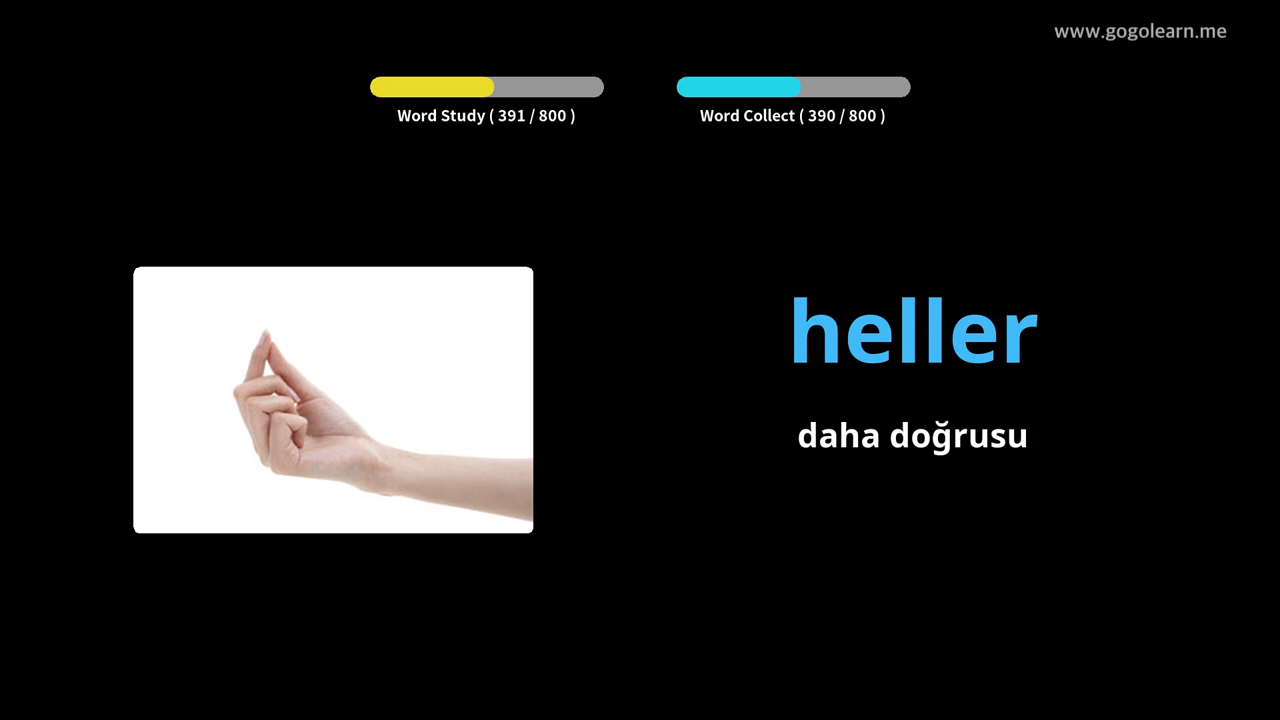 www.gogolearn.me
Word Study ( 391 / 800 )
Word Collect ( 390 / 800 )
heller
daha doğrusu